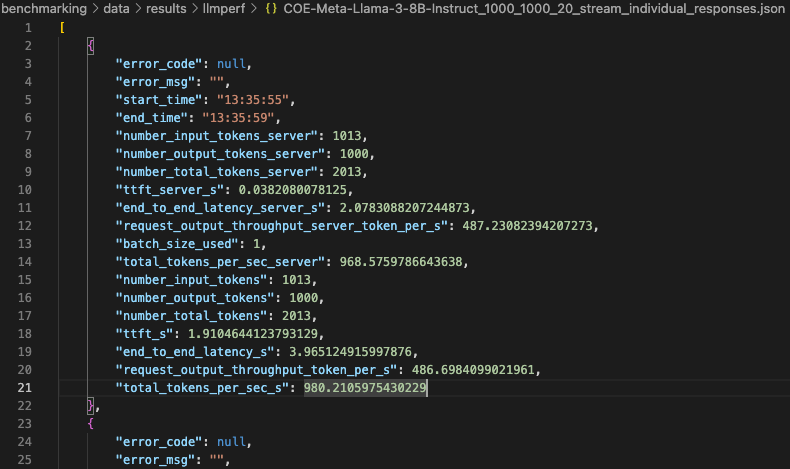 benchmarking > data > results > llmperf > {} COE-Meta-Llama-3-8B-Instruct_1000_1000_20_stream_individual_responses.json
1 [
2 {
3 "error_code": null,
4 "error_msg": "",
5 "start_time": "13:35:55",
6 "end_time": "13:35:59",
7 "number_input_tokens_server": 1013,
8 "number_output_tokens_server": 1000,
9 "number_total_tokens_server": 2013,
10 "ttft_server_s": 0.0382080078125,
11 "end_to_end_latency_server_s": 2.0783088207244873,
12 "request_output_throughput_server_token_per_s": 487.23082394207273,
13 "batch_size_used": 1,
14 "total_tokens_per_sec_server": 968.5759786643638,
15 "number_input_tokens": 1013,
16 "number_output_tokens": 1000,
17 "number_total_tokens": 2013,
18 "ttft_s": 1.9104644123793129,
19 "end_to_end_latency_s": 3.965124915997876,
20 "request_output_throughput_token_per_s": 486.6984099021961,
21 "total_tokens_per_sec_s": 980.2105975430229
22 },
23 {
24 "error_code": null,
25 "error_msg": "",